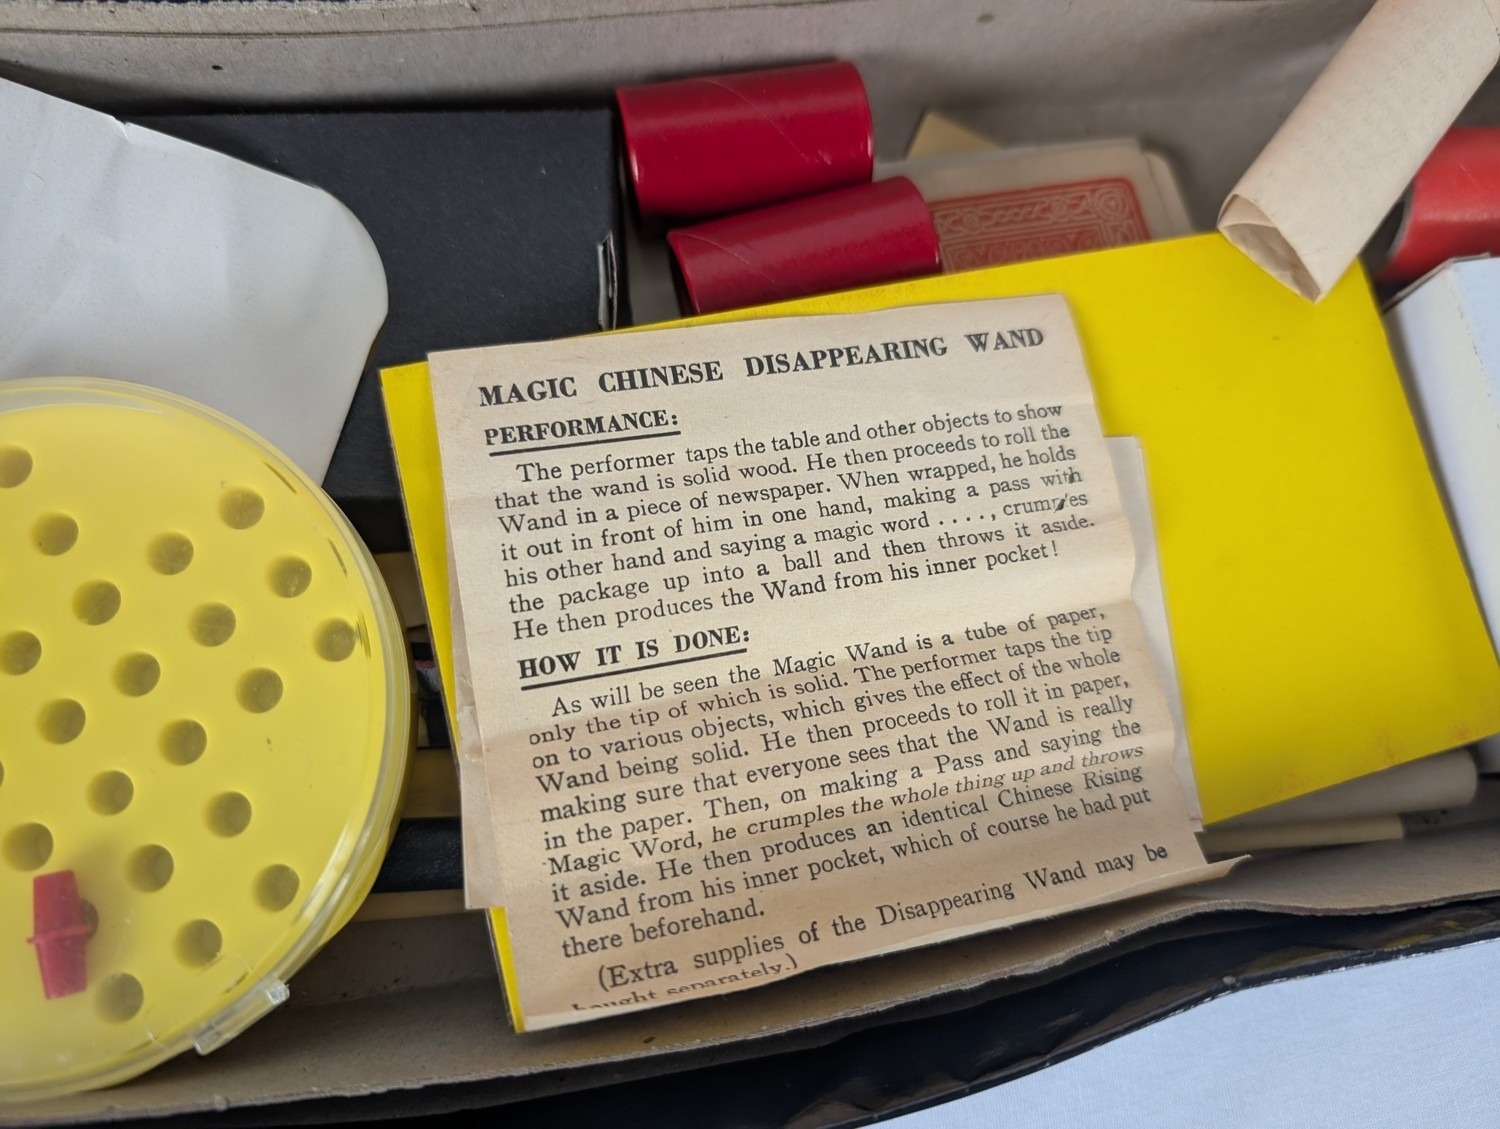 MAGIC CHINESE DISAPPEARING WAND
PERFORMANCE:
The performer taps the table and other objects to show
that the wand is solid wood. He then proceeds to roll the
Wand in a piece of newspaper. When wrapped, he holds
it out in front of him in one hand, making a pass with
his other hand and saying a magic word . . . . , crumples
the package up into a ball and then throws it aside.
He then produces the Wand from his inner pocket!
HOW IT IS DONE:
As will be seen the Magic Wand is a tube of paper,
only the tip of which is solid. The performer taps the tip
on to various objects, which gives the effect of the whole
Wand being solid. He then proceeds to roll it in paper,
making sure that everyone sees that the Wand is really
in the paper. Then, on making a Pass and saying the
Magic Word, he crumples the whole thing up and throws
it aside. He then produces an identical Chinese Rising
Wand from his inner pocket, which of course he had put
there beforehand.
(Extra supplies of the Disappearing Wand may be
bought separately.)